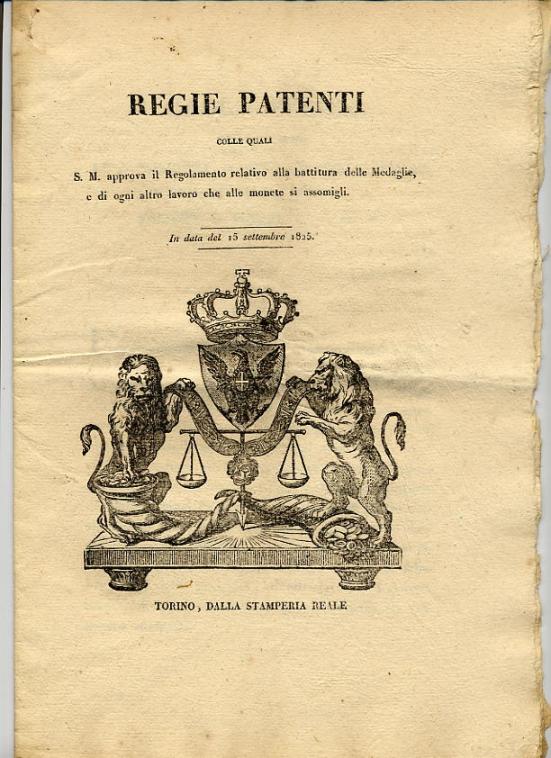 REGIE PATENTI
COLLE QUALI
S. M. approva il Regolamento relativo alla battitura delle Medaglie,
e di ogni altro lavoro che alle monete si assomigli.
In data del 15 settembre 1825.
TORINO, DALLA STAMPERIA REALE